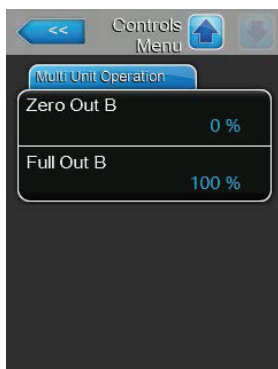 <<
Controls
Menu
Multi Unit Operation
Zero Out B
0 %
Full Out B
100 %